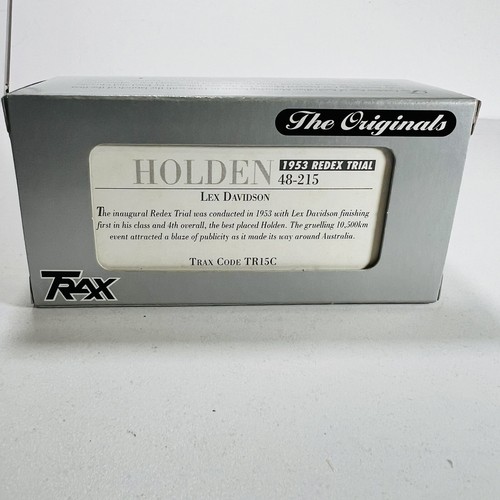 The Originals
HOLDEN 1953 REDEX TRIAL
48-215
LEX DAVIDSON
The inaugural Redex Trial was conducted in 1953 with Lex Davidson finishing
first in his class and 4th overall, the best placed Holden. The gruelling 10,500km
event attracted a blaze of publicity as it made its way around Australia.
TRAX CODE TR15C
TRAX